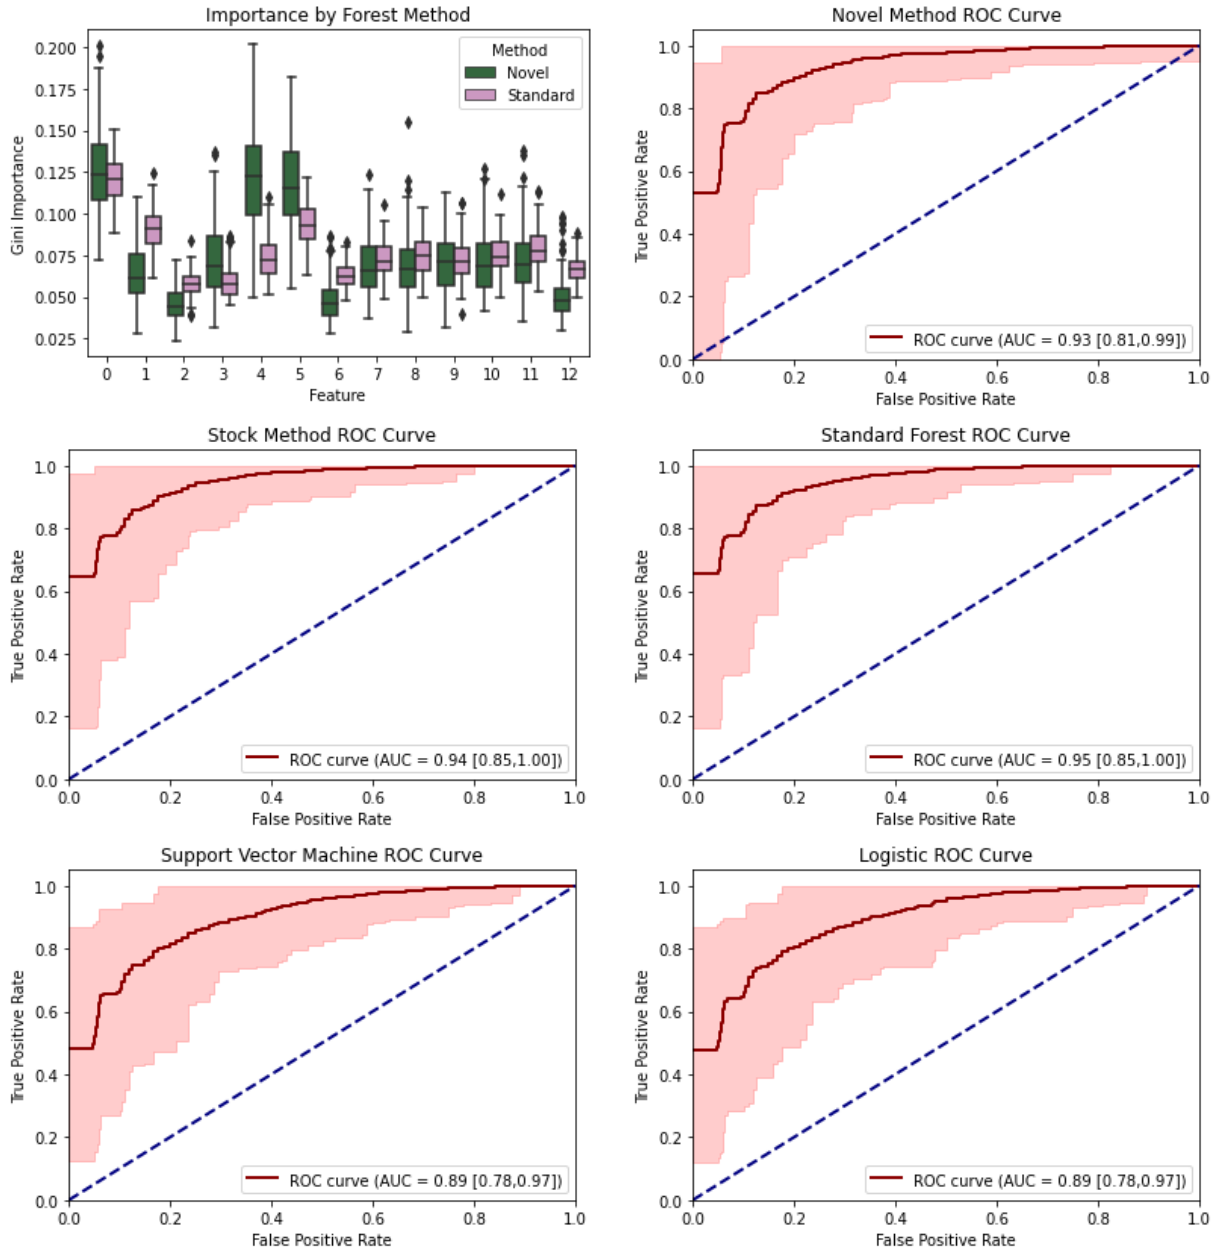 Importance by Forest Method
Gini Importance
0.200
0.175
0.150
0.125
0.100
0.075
0.050
0.025
Method
Novel
Standard
0 1 2 3 4 5 6 7 8 9 10 11 12
Feature
Novel Method ROC Curve
True Positive Rate
1.0
0.8
0.6
0.4
0.2
0.0
ROC curve (AUC = 0.93 [0.81,0.99])
0.0 0.2 0.4 0.6 0.8 1.0
False Positive Rate
Stock Method ROC Curve
True Positive Rate
1.0
0.8
0.6
0.4
0.2
0.0
ROC curve (AUC = 0.94 [0.85,1.00])
0.0 0.2 0.4 0.6 0.8 1.0
False Positive Rate
Standard Forest ROC Curve
True Positive Rate
1.0
0.8
0.6
0.4
0.2
0.0
ROC curve (AUC = 0.95 [0.85,1.00])
0.0 0.2 0.4 0.6 0.8 1.0
False Positive Rate
Support Vector Machine ROC Curve
True Positive Rate
1.0
0.8
0.6
0.4
0.2
0.0
ROC curve (AUC = 0.89 [0.78,0.97])
0.0 0.2 0.4 0.6 0.8 1.0
False Positive Rate
Logistic ROC Curve
True Positive Rate
1.0
0.8
0.6
0.4
0.2
0.0
ROC curve (AUC = 0.89 [0.78,0.97])
0.0 0.2 0.4 0.6 0.8 1.0
False Positive Rate